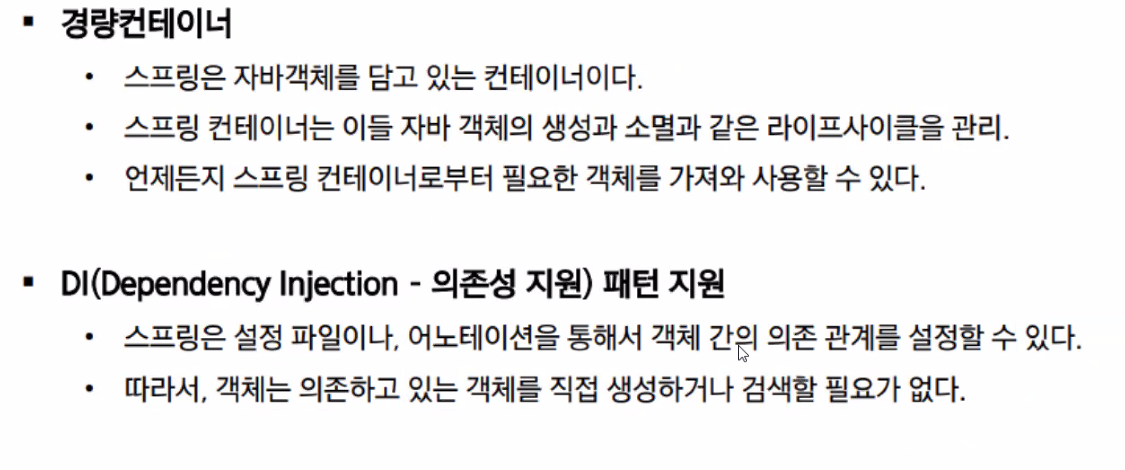 ▪ 경량컨테이너
• 스프링은 자바객체를 담고 있는 컨테이너이다.
• 스프링 컨테이너는 이들 자바 객체의 생성과 소멸과 같은 라이프사이클을 관리.
• 언제든지 스프링 컨테이너로부터 필요한 객체를 가져와 사용할 수 있다.
▪ DI(Dependency Injection - 의존성 지원) 패턴 지원
• 스프링은 설정 파일이나, 어노테이션을 통해서 객체 간의 의존 관계를 설정할 수 있다.
• 따라서, 객체는 의존하고 있는 객체를 직접 생성하거나 검색할 필요가 없다.